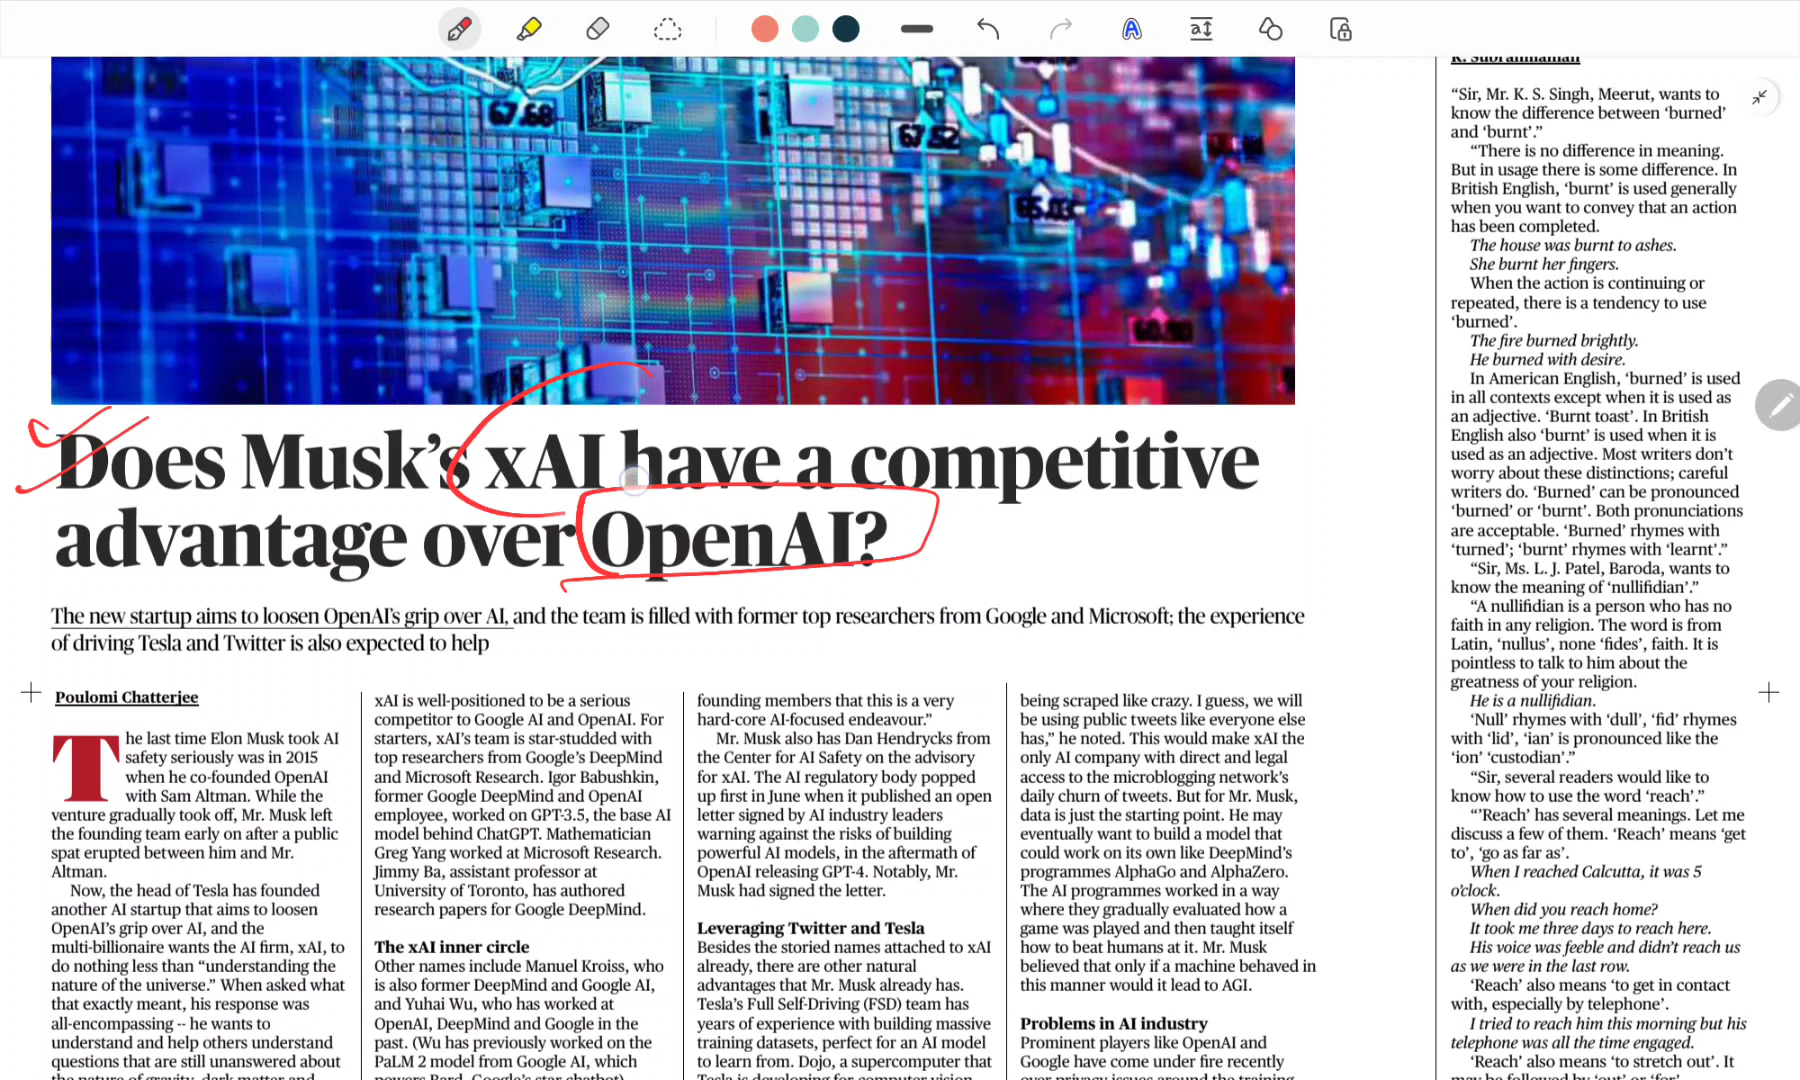 67.68
67.52
65.03
60.90
Does Musk’s xAI have a competitive
advantage over OpenAI?
The new startup aims to loosen OpenAI’s grip over AI, and the team is filled with former top researchers from Google and Microsoft; the experience
of driving Tesla and Twitter is also expected to help
Poulomi Chatterjee
The last time Elon Musk took AI
safety seriously was in 2015
when he co-founded OpenAI
with Sam Altman. While the
venture gradually took off, Mr. Musk left
the founding team early on after a public
spat erupted between him and Mr.
Altman.
Now, the head of Tesla has founded
another AI startup that aims to loosen
OpenAI’s grip over AI, and the
multi-billionaire wants the AI firm, xAI, to
do nothing less than “understanding the
nature of the universe.” When asked what
that exactly meant, his response was
all-encompassing -- he wants to
understand and help others understand
questions that are still unanswered about
the nature of gravity, dark matter and
xAI is well-positioned to be a serious
competitor to Google AI and OpenAI. For
starters, xAI’s team is star-studded with
top researchers from Google’s DeepMind
and Microsoft Research. Igor Babushkin,
former Google DeepMind and OpenAI
employee, worked on GPT-3.5, the base AI
model behind ChatGPT. Mathematician
Greg Yang worked at Microsoft Research.
Jimmy Ba, assistant professor at
University of Toronto, has authored
research papers for Google DeepMind.
The xAI inner circle
Other names include Manuel Kroiss, who
is also former DeepMind and Google AI,
and Yuhai Wu, who has worked at
OpenAI, DeepMind and Google in the
past. (Wu has previously worked on the
PaLM 2 model from Google AI, which
powers Bard, Google’s star chatbot)
founding members that this is a very
hard-core AI-focused endeavour.”
Mr. Musk also has Dan Hendrycks from
the Center for AI Safety on the advisory
for xAI. The AI regulatory body popped
up first in June when it published an open
letter signed by AI industry leaders
warning against the risks of building
powerful AI models, in the aftermath of
OpenAI releasing GPT-4. Notably, Mr.
Musk had signed the letter.
Leveraging Twitter and Tesla
Besides the storied names attached to xAI
already, there are other natural
advantages that Mr. Musk already has.
Tesla’s Full Self-Driving (FSD) team has
years of experience with building massive
training datasets, perfect for an AI model
to learn from. Dojo, a supercomputer that
Tesla is developing for computer vision
being scraped like crazy. I guess, we will
be using public tweets like everyone else
has,” he noted. This would make xAI the
only AI company with direct and legal
access to the microblogging network’s
daily churn of tweets. But for Mr. Musk,
data is just the starting point. He may
eventually want to build a model that
could work on its own like DeepMind’s
programmes AlphaGo and AlphaZero.
The AI programmes worked in a way
where they gradually evaluated how a
game was played and then taught itself
how to beat humans at it. Mr. Musk
believed that only if a machine behaved in
this manner would it lead to AGI.
Problems in AI industry
Prominent players like OpenAI and
Google have come under fire recently
over privacy issues around the training
K. Subrahmanian
“Sir, Mr. K. S. Singh, Meerut, wants to
know the difference between ‘burned’
and ‘burnt’.”
“There is no difference in meaning.
But in usage there is some difference. In
British English, ‘burnt’ is used generally
when you want to convey that an action
has been completed.
The house was burnt to ashes.
She burnt her fingers.
When the action is continuing or
repeated, there is a tendency to use
‘burned’.
The fire burned brightly.
He burned with desire.
In American English, ‘burned’ is used
in all contexts except when it is used as
an adjective. ‘Burnt toast’. In British
English also ‘burnt’ is used when it is
used as an adjective. Most writers don’t
worry about these distinctions; careful
writers do. ‘Burned’ can be pronounced
‘burned’ or ‘burnt’. Both pronunciations
are acceptable. ‘Burned’ rhymes with
‘turned’; ‘burnt’ rhymes with ‘learnt’.”
“Sir, Ms. L. J. Patel, Baroda, wants to
know the meaning of ‘nullifidian’.”
“A nullifidian is a person who has no
faith in any religion. The word is from
Latin, ‘nullus’, none ‘fides’, faith. It is
pointless to talk to him about the
greatness of your religion.
He is a nullifidian.
‘Null’ rhymes with ‘dull’, ‘fid’ rhymes
with ‘lid’, ‘ian’ is pronounced like the
‘ion’ ‘custodian’.”
“Sir, several readers would like to
know how to use the word ‘reach’.”
“’Reach’ has several meanings. Let me
discuss a few of them. ‘Reach’ means ‘get
to’, ‘go as far as’.
When I reached Calcutta, it was 5
o’clock.
When did you reach home?
It took me three days to reach here.
His voice was feeble and didn’t reach us
as we were in the last row.
‘Reach’ also means ‘to get in contact
with, especially by telephone’.
I tried to reach him this morning but his
telephone was all the time engaged.
‘Reach’ also means ‘to stretch out’. It
may be followed by ‘out’ or ‘for’.